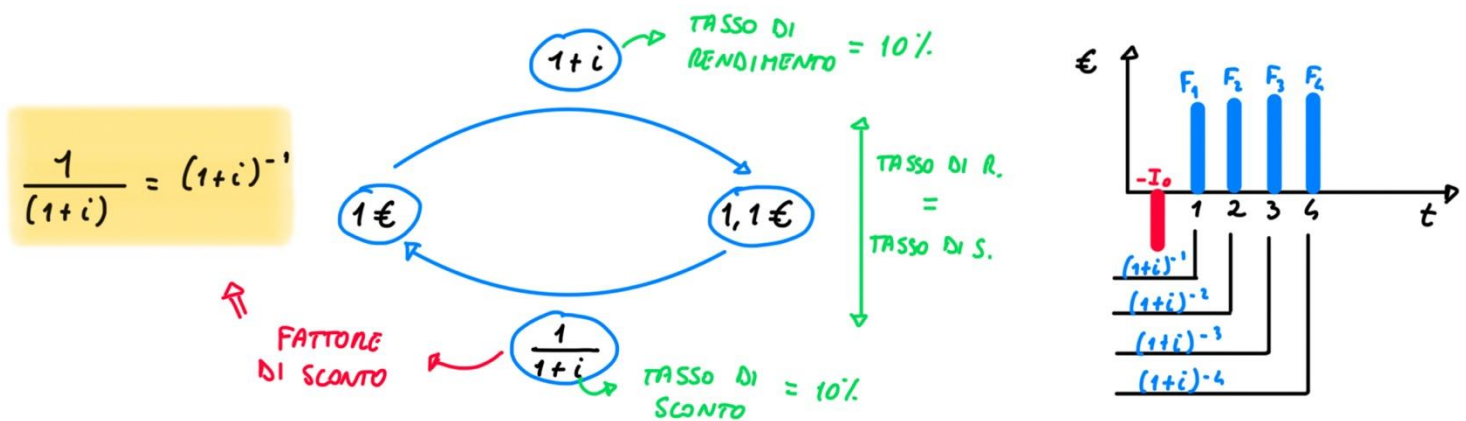 1
(1+i)
= (1+i)⁻¹
1+i
TASSO DI
RENDIMENTO = 10%
1€
1,1€
TASSO DI R.
=
TASSO DI S.
FATTORE
DI SCONTO
1
1+i
TASSO DI
SCONTO = 10%
€
F₁ F₂ F₃ F₄
-I₀
1 2 3 4
t
(1+i)⁻¹
(1+i)⁻²
(1+i)⁻³
(1+i)-4